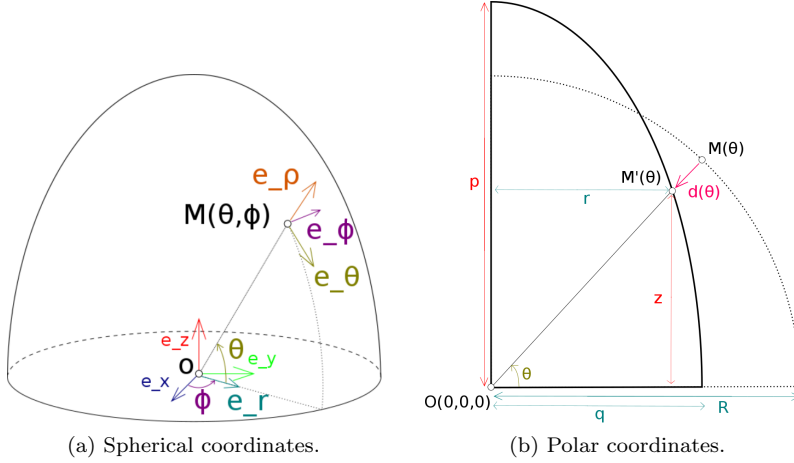 e_ρ
M(θ,ϕ)
e_ϕ
e_θ
e_z
θ
o
e_y
e_x
ϕ
e_r
(a) Spherical coordinates.
M(θ)
p
M'(θ)
d(θ)
r
z
θ
O(0,0,0)
q
R
(b) Polar coordinates.